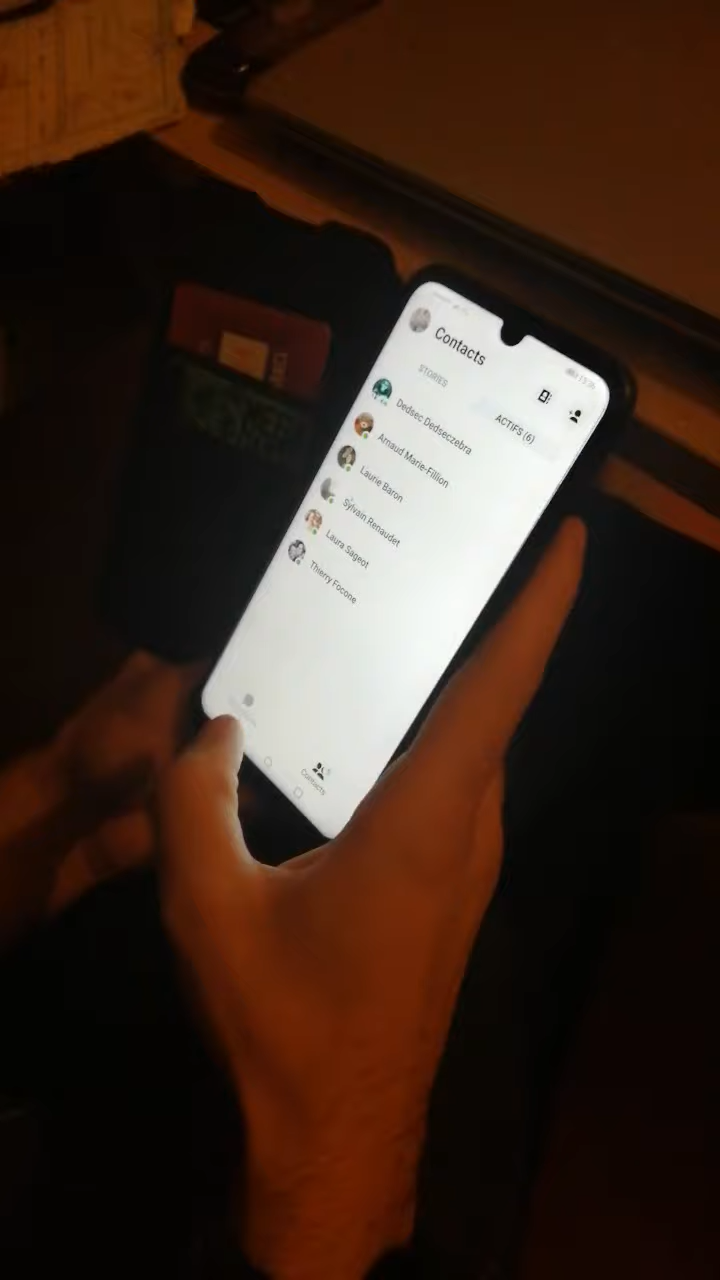 Contacts
STORIES
ACTIFS (6)
Dedsec Dedseczebra
Arnaud Marie-Fillion
Laurie Baron
Sylvain Renaudet
Laura Sageot
Thierry Focone
Contacts